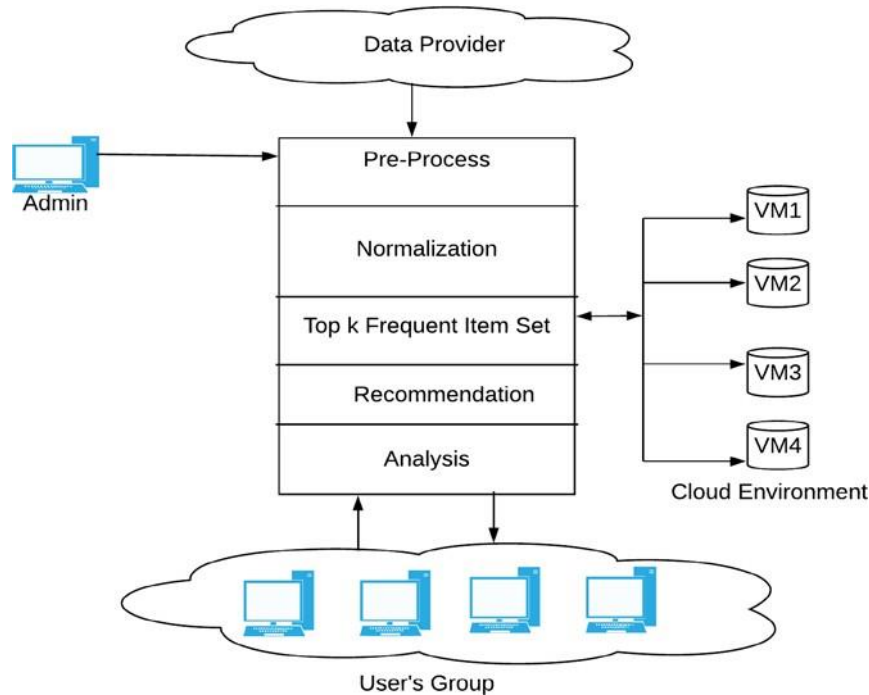 Data Provider
Admin
Pre-Process
Normalization
Top k Frequent Item Set
Recommendation
Analysis
VM1
VM2
VM3
VM4
Cloud Environment
User's Group